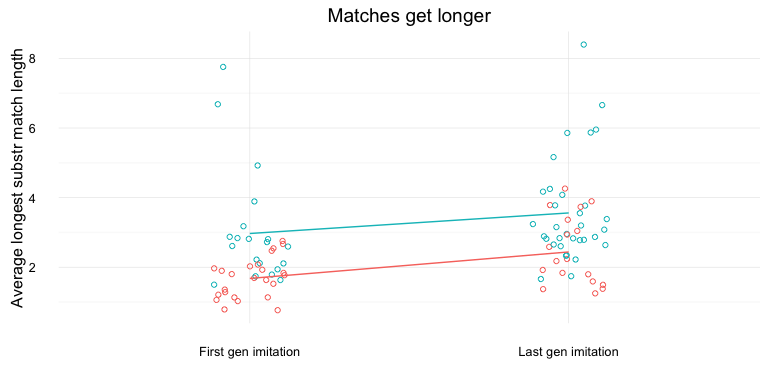 Matches get longer
Average longest substr match length
8
6
4
2
First gen imitation
Last gen imitation